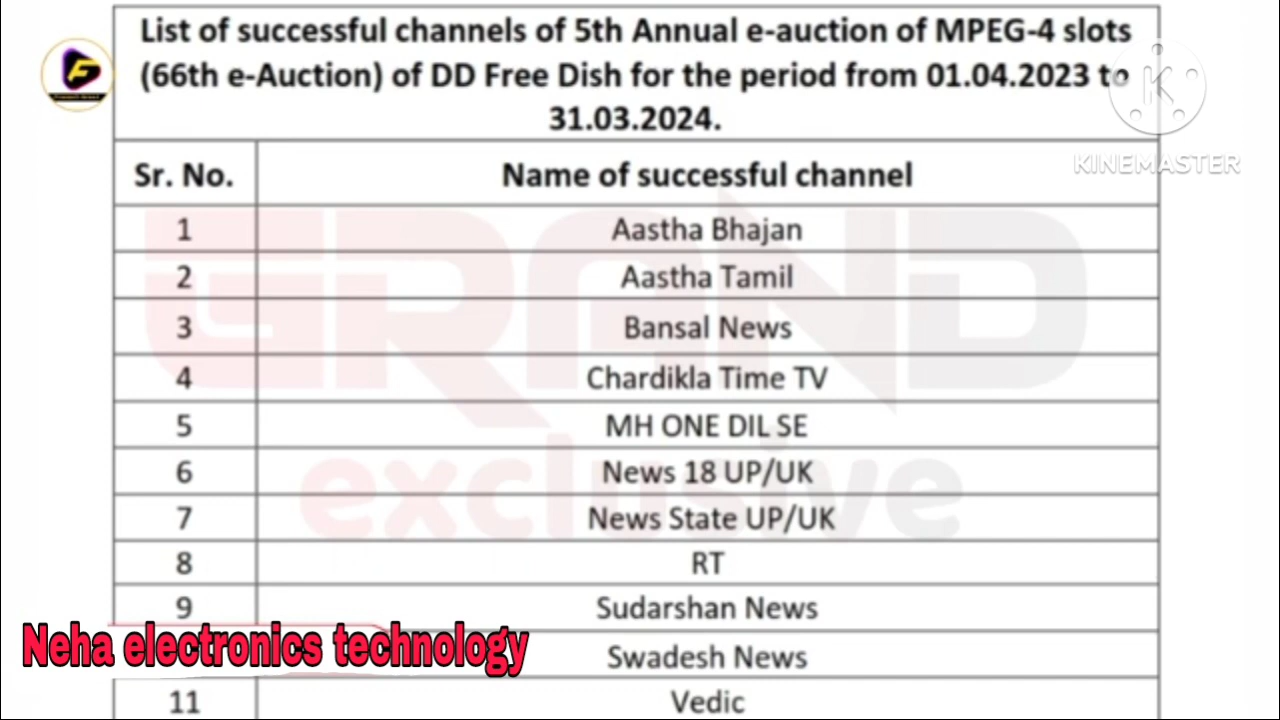 List of successful channels of 5th Annual e-auction of MPEG-4 slots
(66th e-Auction) of DD Free Dish for the period from 01.04.2023 to
31.03.2024.
KINEMASTER
Sr. No. Name of successful channel
1 Aastha Bhajan
2 Aastha Tamil
3 Bansal News
4 Chardikla Time TV
5 MH ONE DIL SE
6 News 18 UP/UK
7 News State UP/UK
8 RT
9 Sudarshan News
Swadesh News
11 Vedic
GRAND
exclusive
Neha electronics technology